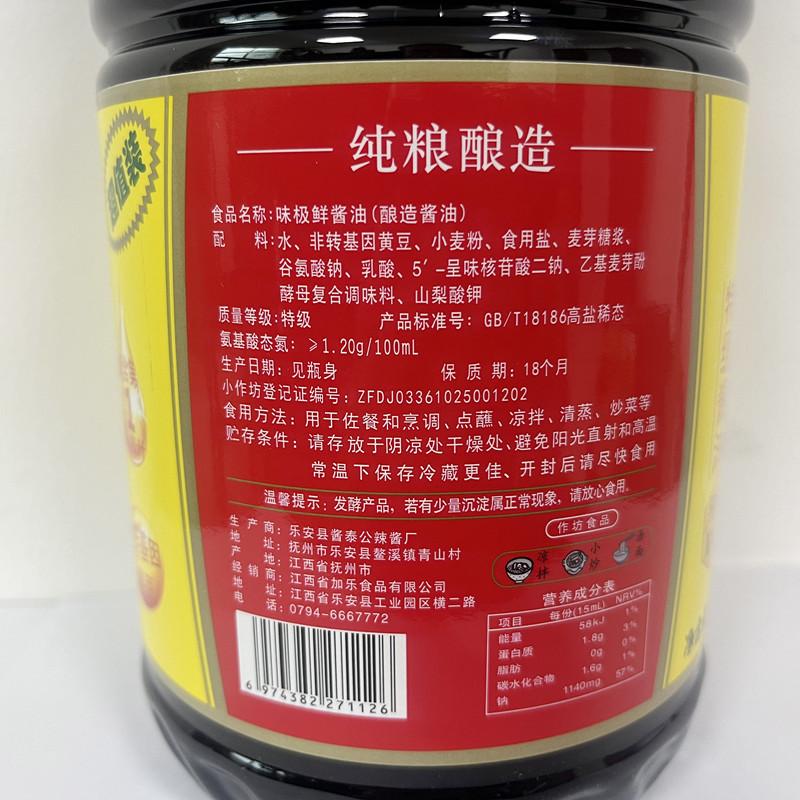 超值装
纯粮酿造
食品名称:味极鲜酱油(酿造酱油)
配 料:水、非转基因黄豆、小麦粉、食用盐、麦芽糖浆、
谷氨酸钠、乳酸、5′-呈味核苷酸二钠、乙基麦芽酚
酵母复合调味料、山梨酸钾
质量等级:特级 产品标准号: GB/T18186高盐稀态
氨基酸态氮: ≥1.20g/100mL
生产日期: 见瓶身 保 质 期: 18个月
小作坊登记证编号: ZFDJ03361025001202
食用方法: 用于佐餐和烹调、点蘸、凉拌、清蒸、炒菜等
贮存条件: 请存放于阴凉处干燥处、避免阳光直射和高温
常温下保存冷藏更佳、开封后请尽快食用
温馨提示: 发酵产品, 若有少量沉淀属正常现象, 请放心食用。
生产商: 乐安县酱泰公辣酱厂
地 址: 抚州市乐安县鳌溪镇青山村
产 地: 江西省抚州市
经销商: 江西省加乐食品有限公司
地 址: 江西省乐安县工业园区横二路
电 话: 0794-6667772
6 974382 271126
作坊食品
凉拌 小炒
营养成分表
项目 每份(15mL) NRV%
能量 58kJ 1%
蛋白质 1.8g 3%
脂肪 0g 0%
碳水化合物 1.6g 1%
钠 1140mg 57%